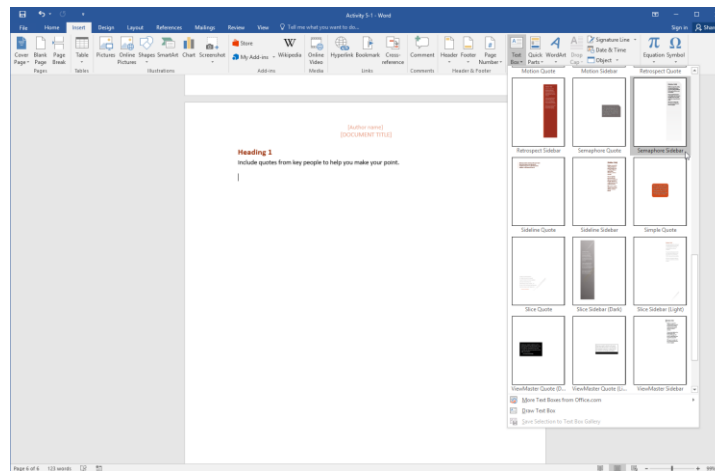 Activity 5-1 - Word
Sign in
Share
File Home Insert Design Layout References Mailings Review View Tell me what you want to do...
Cover Page
Blank Page
Page Break
Table
Pictures
Online Pictures
Shapes
SmartArt
Chart
Screenshot
Store
My Add-ins
Wikipedia
Online Video
Hyperlink
Bookmark
Cross-reference
Comment
Header
Footer
Page Number
Text Box
Quick Parts
WordArt
Drop Cap
Signature Line
Date & Time
Object
Equation
Symbol
Pages Tables Illustrations Add-ins Media Links Comments Header & Footer
Motion Quote Motion Sidebar Retrospect Quote
[Author name]
[DOCUMENT TITLE]
Heading 1
Include quotes from key people to help you make your point.
Retrospect Sidebar Semaphore Quote Semaphore Sidebar
Sideline Quote Sideline Sidebar Simple Quote
Slice Quote Slice Sidebar (Dark) Slice Sidebar (Light)
ViewMaster Quote (D... ViewMaster Quote (Li... ViewMaster Sidebar
More Text Boxes from Office.com
Draw Text Box
Save Selection to Text Box Gallery
Page 6 of 6 123 words